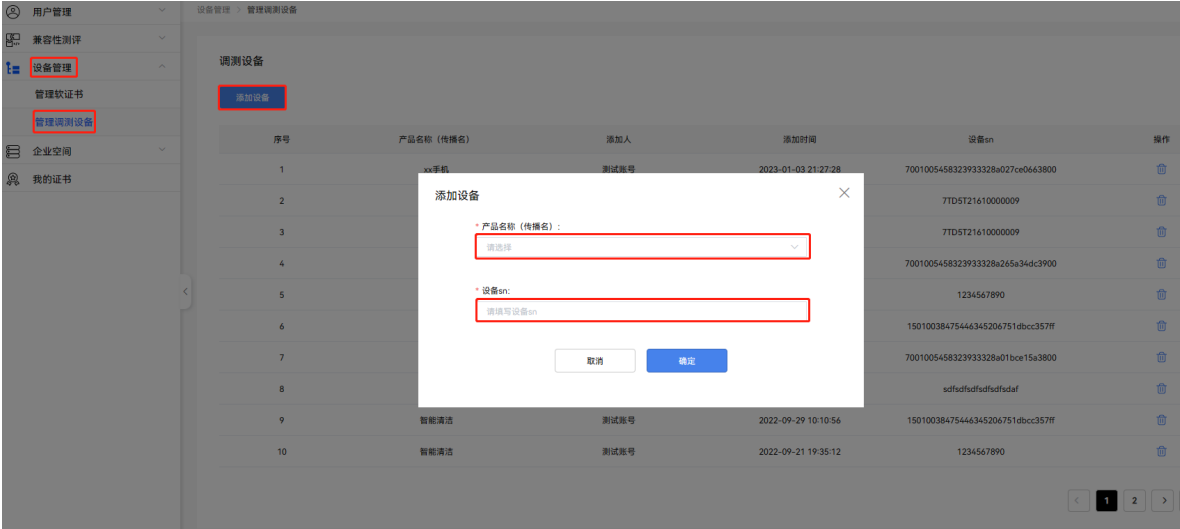 用户管理
设备管理 > 管理调测设备
兼容性测评
设备管理
管理软证书
管理调测设备
企业空间
我的证书
调测设备
添加设备
序号 产品名称（传播名） 添加人 添加时间 设备sn 操作
1 xx手机 测试账号 2023-01-03 21:27:28 7001005458323933328a027ce0663800
2 7TD5T21610000009
3 7TD5T21610000009
4 7001005458323933328a265a34dc3900
5 1234567890
6 15010038475446345206751dbcc357ff
7 7001005458323933328a01bce15a3800
8 sdfsdfsdfsdfsdfsdaf
9 智能清洁 测试账号 2022-09-29 10:10:56 15010038475446345206751dbcc357ff
10 智能清洁 测试账号 2022-09-21 19:35:12 1234567890
添加设备
* 产品名称（传播名）:
请选择
* 设备sn:
请填写设备sn
取消 确定
1 2